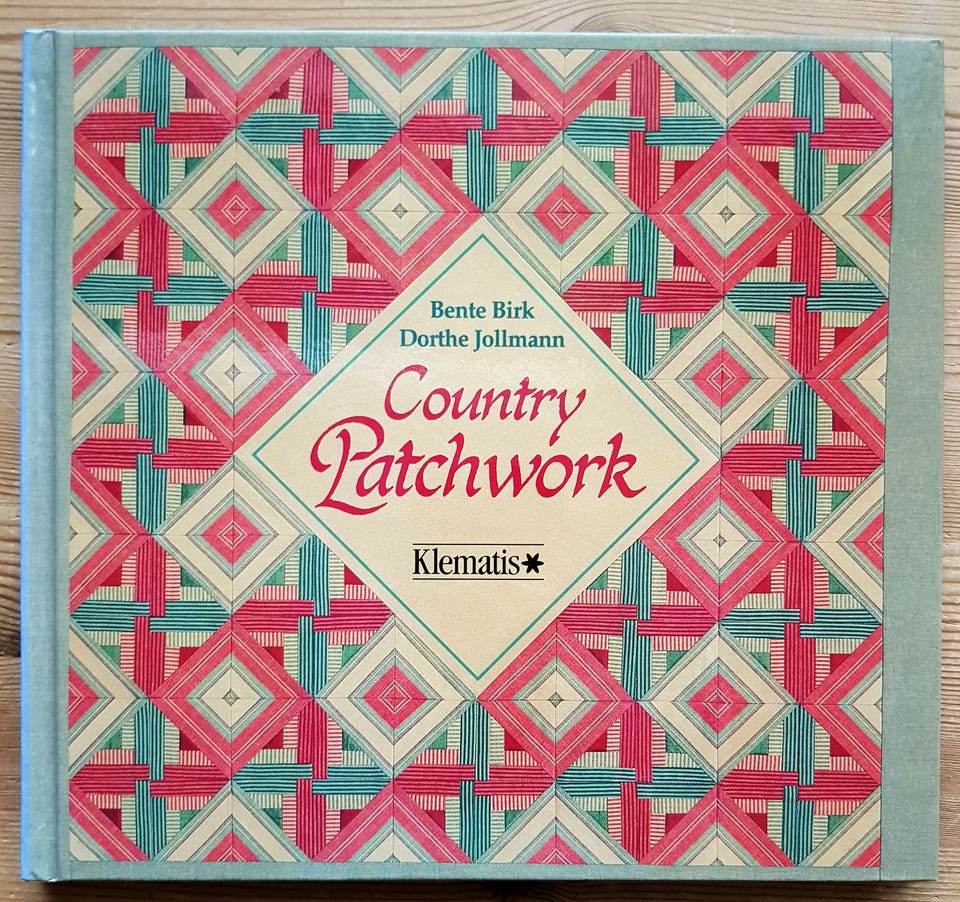 Bente Birk
Dorthe Jollmann
Country
Patchwork
Klematis*